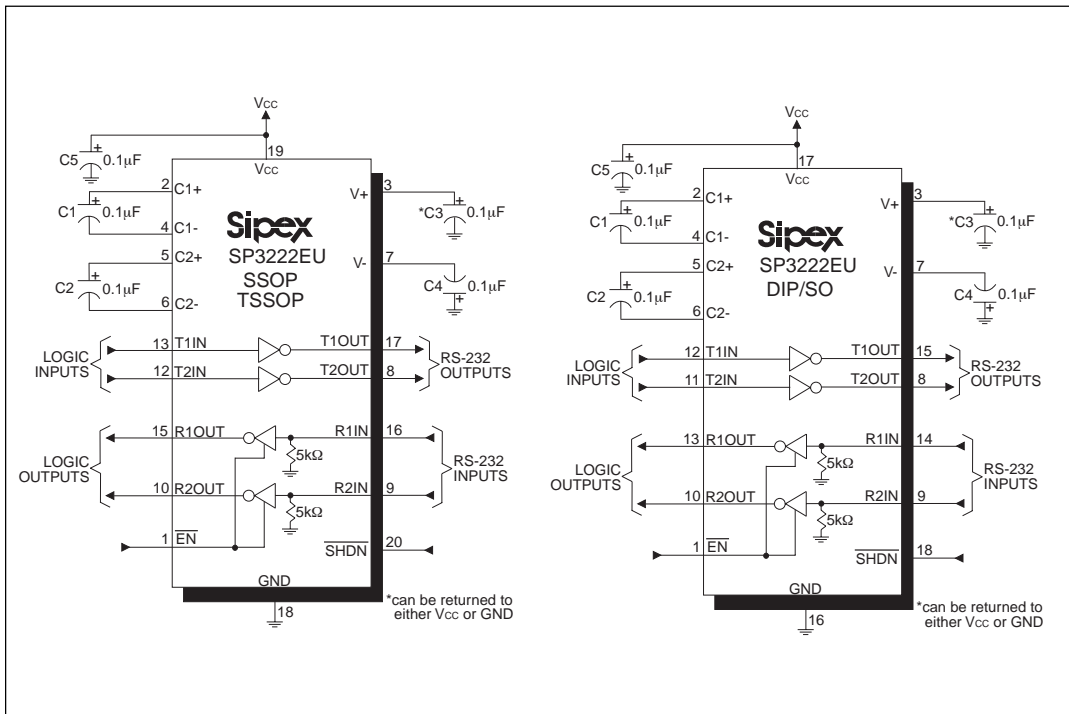 Vcc
C5 + 0.1µF
19
Vcc
2 C1+
C1 + 0.1µF
4 C1-
5 C2+
C2 + 0.1µF
6 C2-
V+ 3
*C3 + 0.1µF
V- 7
C4 0.1µF
+
Sipex
SP3222EU
SSOP
TSSOP
LOGIC
INPUTS
13 T1IN T1OUT 17
12 T2IN T2OUT 8
RS-232
OUTPUTS
LOGIC
OUTPUTS
15 R1OUT R1IN 16
5kΩ
10 R2OUT R2IN 9
5kΩ
RS-232
INPUTS
1 EN
SHDN 20
GND
18
*can be returned to
either Vcc or GND
Vcc
C5 + 0.1µF
17
Vcc
2 C1+
C1 + 0.1µF
4 C1-
5 C2+
C2 + 0.1µF
6 C2-
V+ 3
*C3 + 0.1µF
V- 7
C4 0.1µF
+
Sipex
SP3222EU
DIP/SO
LOGIC
INPUTS
12 T1IN T1OUT 15
11 T2IN T2OUT 8
RS-232
OUTPUTS
LOGIC
OUTPUTS
13 R1OUT R1IN 14
5kΩ
10 R2OUT R2IN 9
5kΩ
RS-232
INPUTS
1 EN
SHDN 18
GND
16
*can be returned to
either Vcc or GND